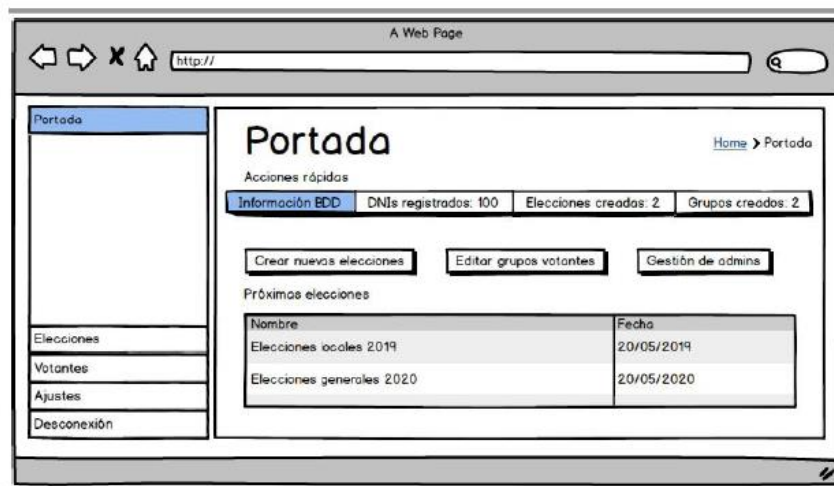 A Web Page
http://
Portada
Elecciones
Votantes
Ajustes
Desconexión
Portada
Home > Portada
Acciones rápidas
Información BDD DNIs registrados: 100 Elecciones creadas: 2 Grupos creados: 2
Crear nuevas elecciones Editar grupos votantes Gestión de admins
Próximas elecciones
Nombre Fecha
Elecciones locales 2019 20/05/2019
Elecciones generales 2020 20/05/2020